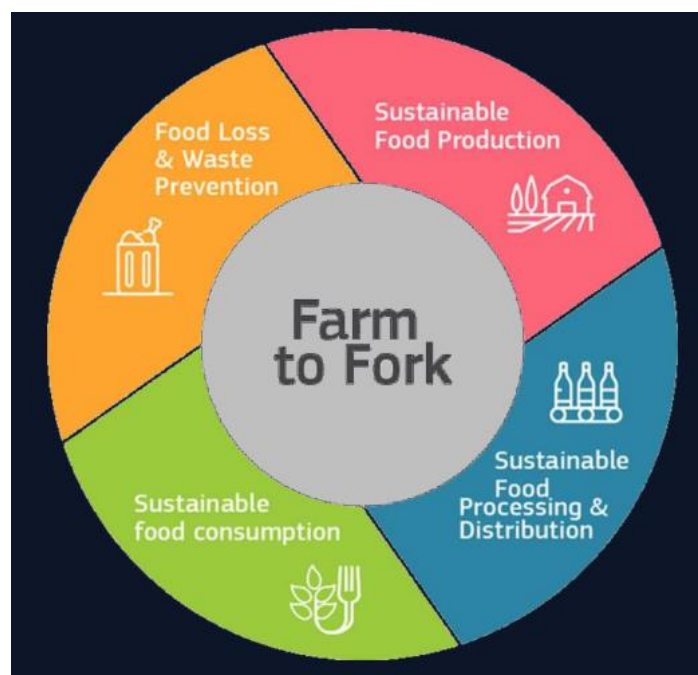 Food Loss
& Waste
Prevention
Sustainable
Food Production
Farm
to Fork
Sustainable
Food
Processing &
Distribution
Sustainable
food consumption